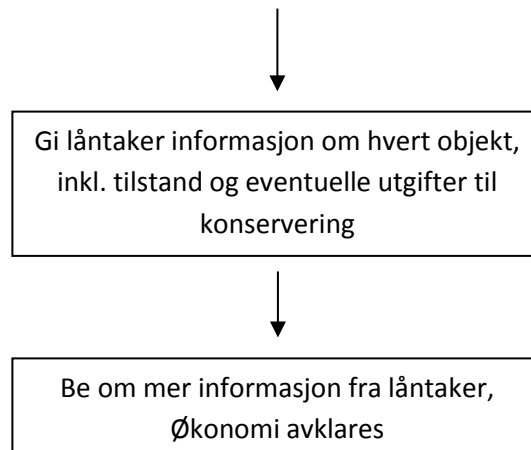 Gi låntaker informasjon om hvert objekt,
inkl. tilstand og eventuelle utgifter til
konservering
Be om mer informasjon fra låntaker,
Økonomi avklares